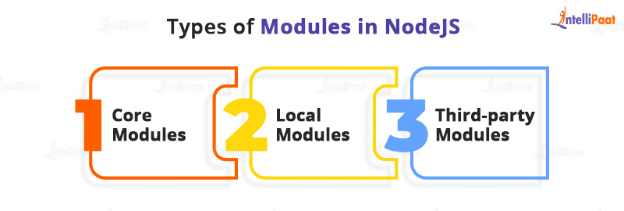 Types of Modules in NodeJS
IntelliPaat
1
Core
Modules
2
Local
Modules
3
Third-party
Modules